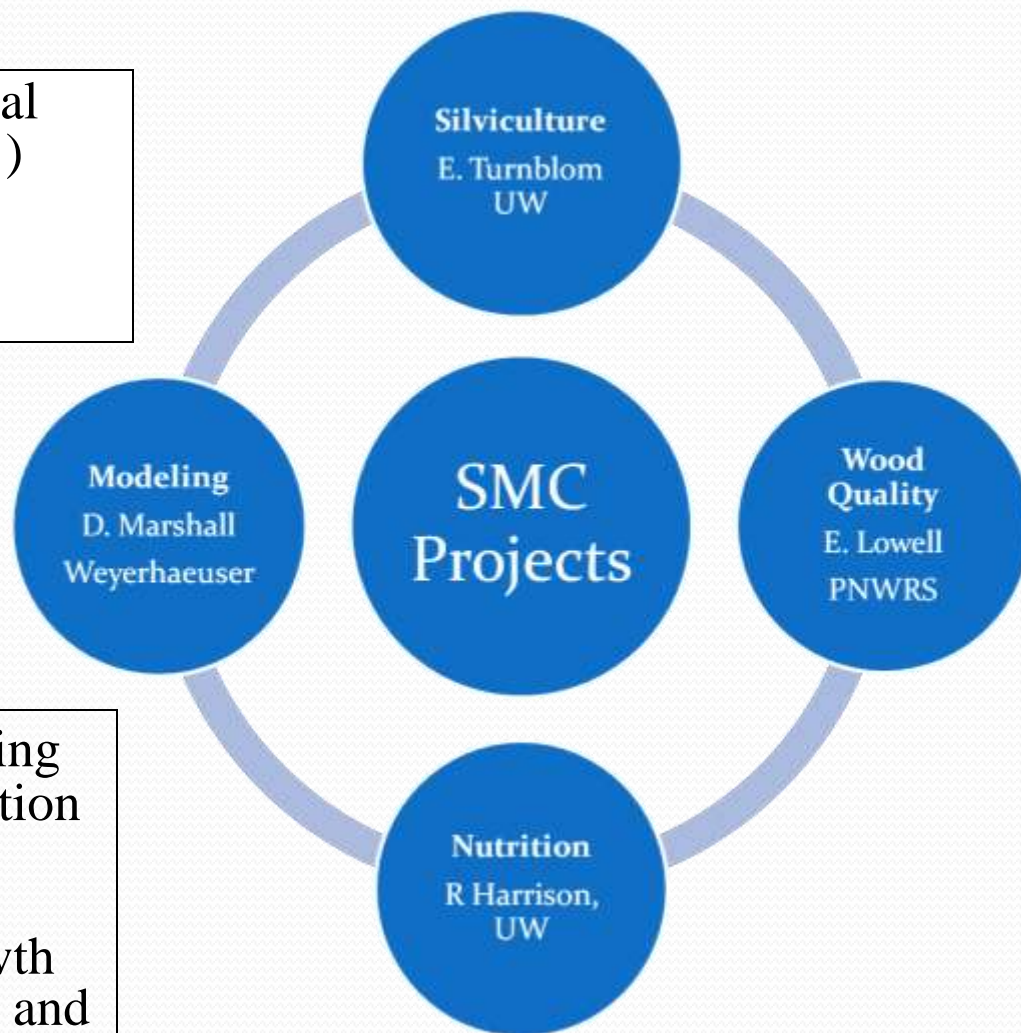 al
)
Silviculture
E. Turnblom
UW
Modeling
D. Marshall
Weyerhaeuser
SMC
Projects
Wood
Quality
E. Lowell
PNWRS
ing
tion
wth
and
Nutrition
R Harrison,
UW